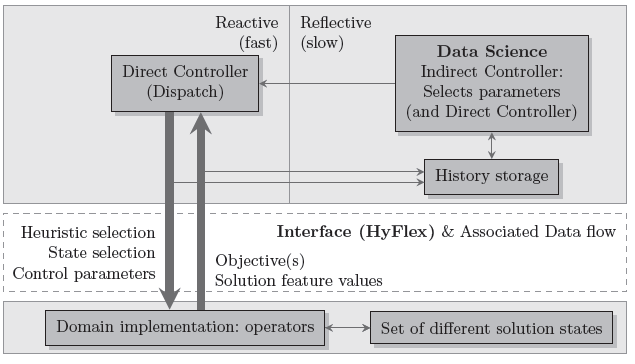 Reactive
(fast)
Reflective
(slow)
Direct Controller
(Dispatch)
Data Science
Indirect Controller:
Selects parameters
(and Direct Controller)
History storage
Heuristic selection
State selection
Control parameters
Interface (HyFlex) & Associated Data flow
Objective(s)
Solution feature values
Domain implementation: operators
Set of different solution states